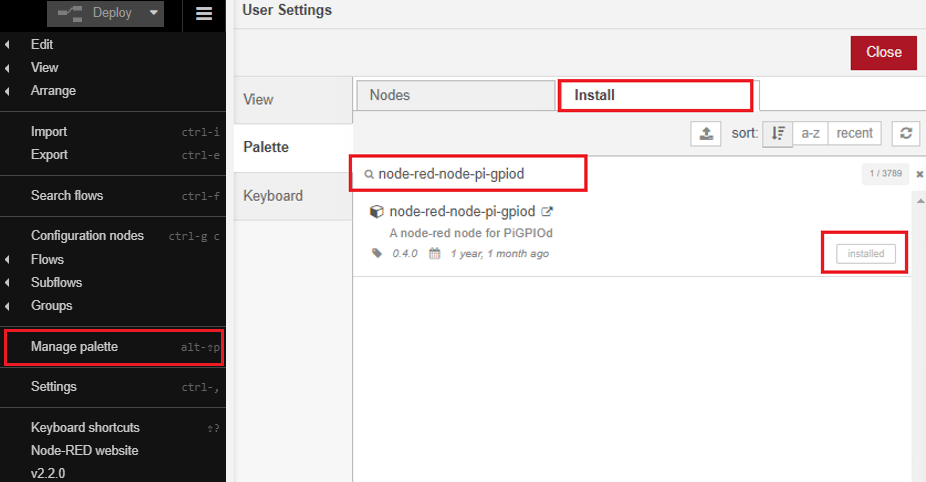 Deploy
Edit
View
Arrange
Import ctrl-i
Export ctrl-e
Search flows ctrl-f
Configuration nodes ctrl-g c
Flows
Subflows
Groups
Manage palette alt-⇧p
Settings ctrl-,
Keyboard shortcuts ⇧?
Node-RED website
v2.2.0
User Settings
Close
View
Palette
Keyboard
Nodes
Install
sort: a-z recent
node-red-node-pi-gpiod 1 / 3789
node-red-node-pi-gpiod
A node-red node for PiGPIOd
0.4.0 1 year, 1 month ago installed